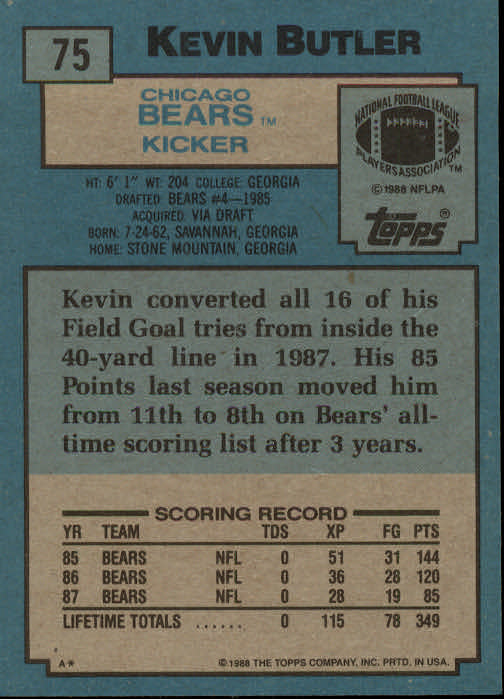 75
KEVIN BUTLER
CHICAGO
BEARS™
KICKER
NATIONAL FOOTBALL LEAGUE
PLAYERS ASSOCIATION™
©1988 NFLPA
TOPPS®
HT: 6' 1" WT: 204 COLLEGE: GEORGIA
DRAFTED: BEARS #4—1985
ACQUIRED: VIA DRAFT
BORN: 7-24-62, SAVANNAH, GEORGIA
HOME: STONE MOUNTAIN, GEORGIA
Kevin converted all 16 of his
Field Goal tries from inside the
40-yard line in 1987. His 85
Points last season moved him
from 11th to 8th on Bears' all-
time scoring list after 3 years.
SCORING RECORD
YR TEAM TDS XP FG PTS
85 BEARS NFL 0 51 31 144
86 BEARS NFL 0 36 28 120
87 BEARS NFL 0 28 19 85
LIFETIME TOTALS ...... 0 115 78 349
A* ©1988 THE TOPPS COMPANY, INC. PRTD. IN USA.